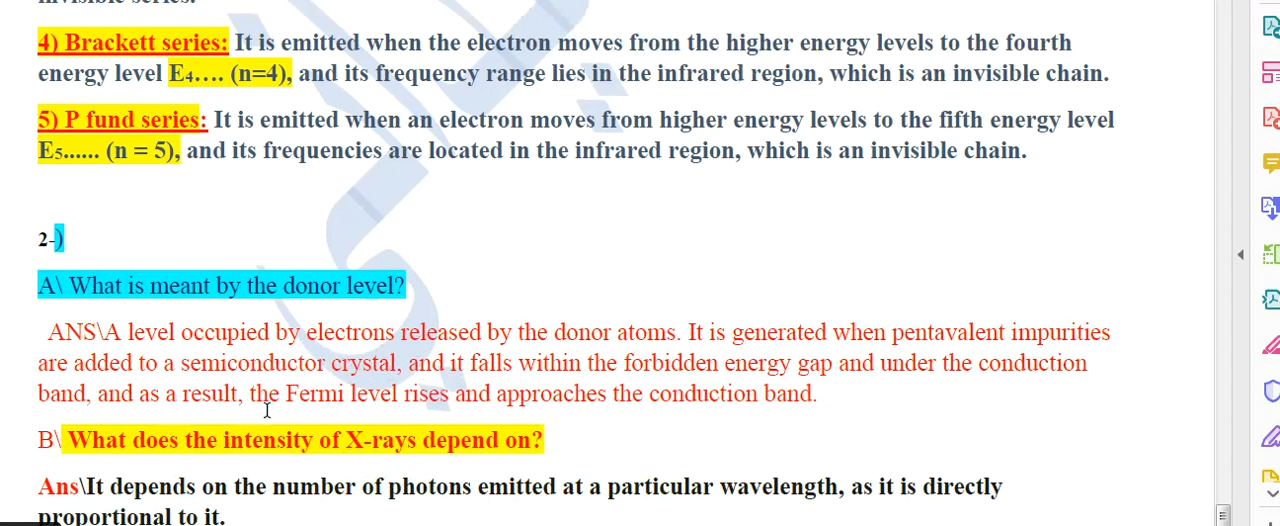 4) Brackett series: It is emitted when the electron moves from the higher energy levels to the fourth
energy level E4…. (n=4), and its frequency range lies in the infrared region, which is an invisible chain.
5) P fund series: It is emitted when an electron moves from higher energy levels to the fifth energy level
E5...... (n = 5), and its frequencies are located in the infrared region, which is an invisible chain.
2-)
A\ What is meant by the donor level?
ANS\A level occupied by electrons released by the donor atoms. It is generated when pentavalent impurities
are added to a semiconductor crystal, and it falls within the forbidden energy gap and under the conduction
band, and as a result, the Fermi level rises and approaches the conduction band.
B\ What does the intensity of X-rays depend on?
Ans\It depends on the number of photons emitted at a particular wavelength, as it is directly
proportional to it.